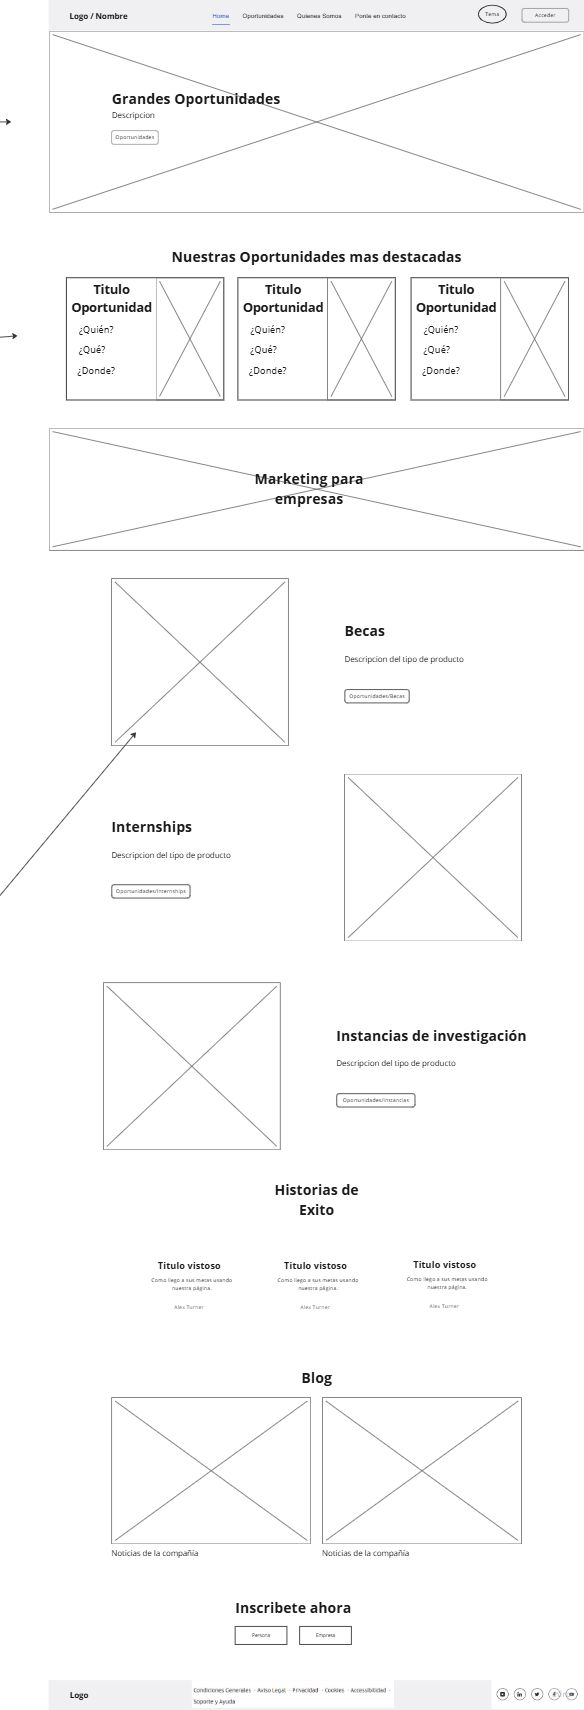 Logo / Nombre
Home Oportunidades Quienes Somos Ponte en contacto
Tema
Acceder
Grandes Oportunidades
Descripcion
Oportunidades
Nuestras Oportunidades mas destacadas
Titulo
Oportunidad
¿Quién?
¿Qué?
¿Donde?
Titulo
Oportunidad
¿Quién?
¿Qué?
¿Donde?
Titulo
Oportunidad
¿Quién?
¿Qué?
¿Donde?
Marketing para
empresas
Becas
Descripcion del tipo de producto
Oportunidades/Becas
Internships
Descripcion del tipo de producto
Oportunidades/Internships
Instancias de investigación
Descripcion del tipo de producto
Oportunidades/Instancias
Historias de
Exito
Titulo vistoso
Como llego a sus metas usando
nuestra página.
Alex Turner
Titulo vistoso
Como llego a sus metas usando
nuestra página.
Alex Turner
Titulo vistoso
Como llego a sus metas usando
nuestra página.
Alex Turner
Blog
Noticias de la compañía
Noticias de la compañía
Inscribete ahora
Persona
Empresa
Logo
Condiciones Generales · Aviso Legal · Privacidad · Cookies · Accessibilidad ·
Soporte y Ayuda